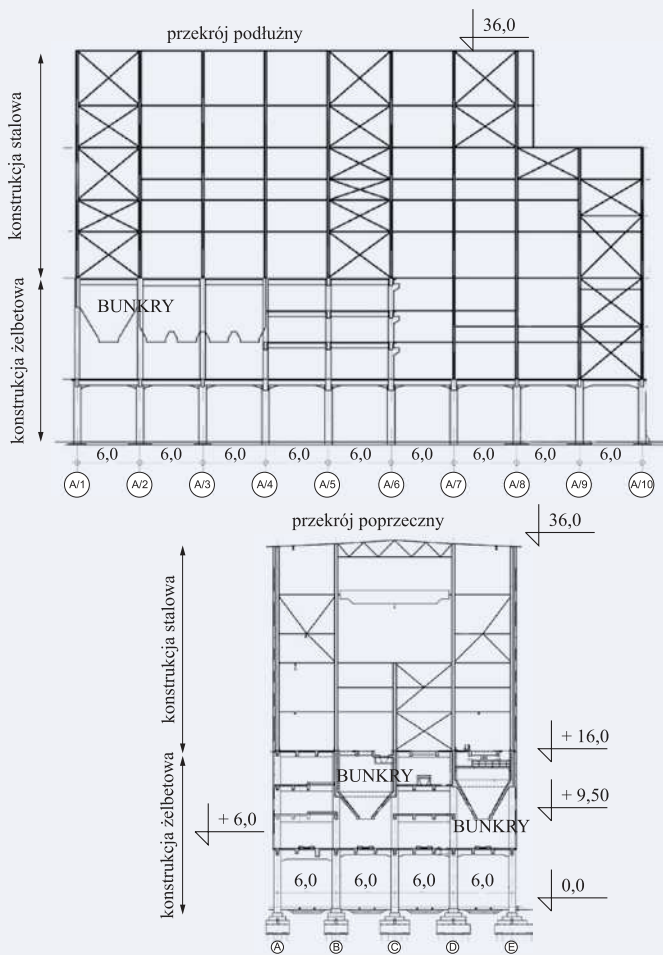 przekrój podłużny
36,0
konstrukcja stalowa
konstrukcja żelbetowa
BUNKRY
6,0 6,0 6,0 6,0 6,0 6,0 6,0 6,0 6,0
A/1 A/2 A/3 A/4 A/5 A/6 A/7 A/8 A/9 A/10
przekrój poprzeczny
36,0
konstrukcja stalowa
konstrukcja żelbetowa
+ 16,0
BUNKRY
+ 9,50
+ 6,0
BUNKRY
6,0 6,0 6,0 6,0
0,0
A B C D E